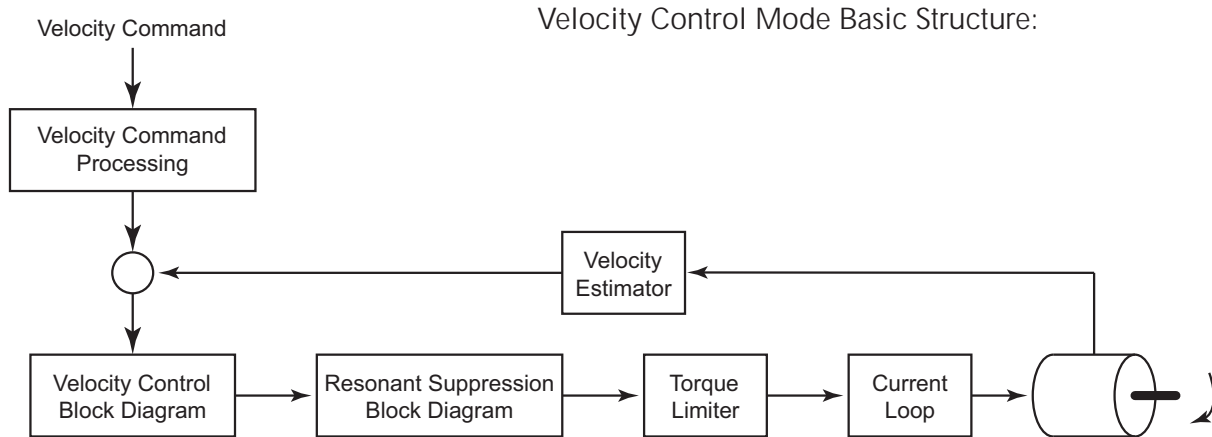 Velocity Control Mode Basic Structure:
Velocity Command
Velocity Command
Processing
Velocity
Estimator
Velocity Control
Block Diagram
Resonant Suppression
Block Diagram
Torque
Limiter
Current
Loop